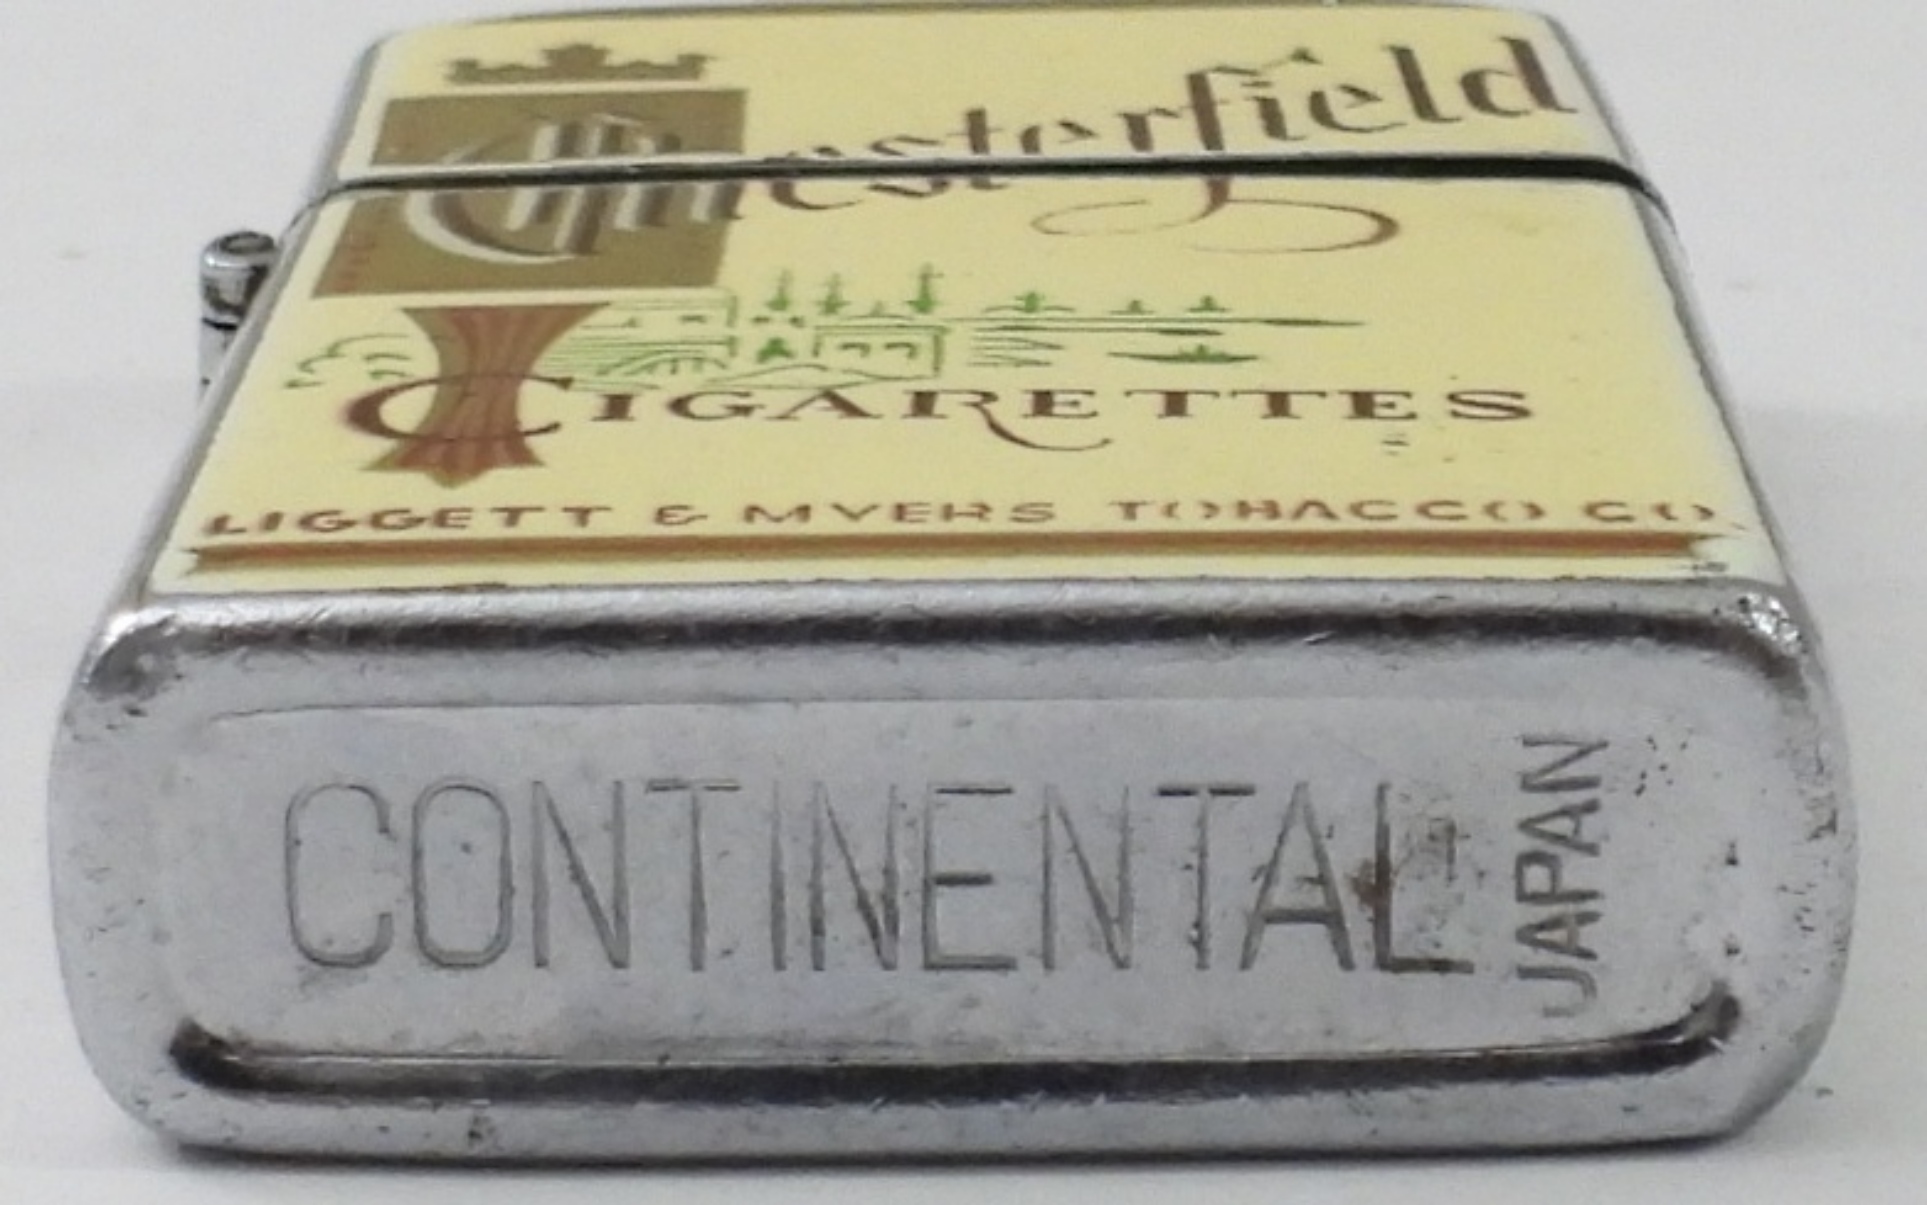 Chesterfield
CIGARETTES
LIGGETT & MYERS TOBACCO CO.
CONTINENTAL
JAPAN